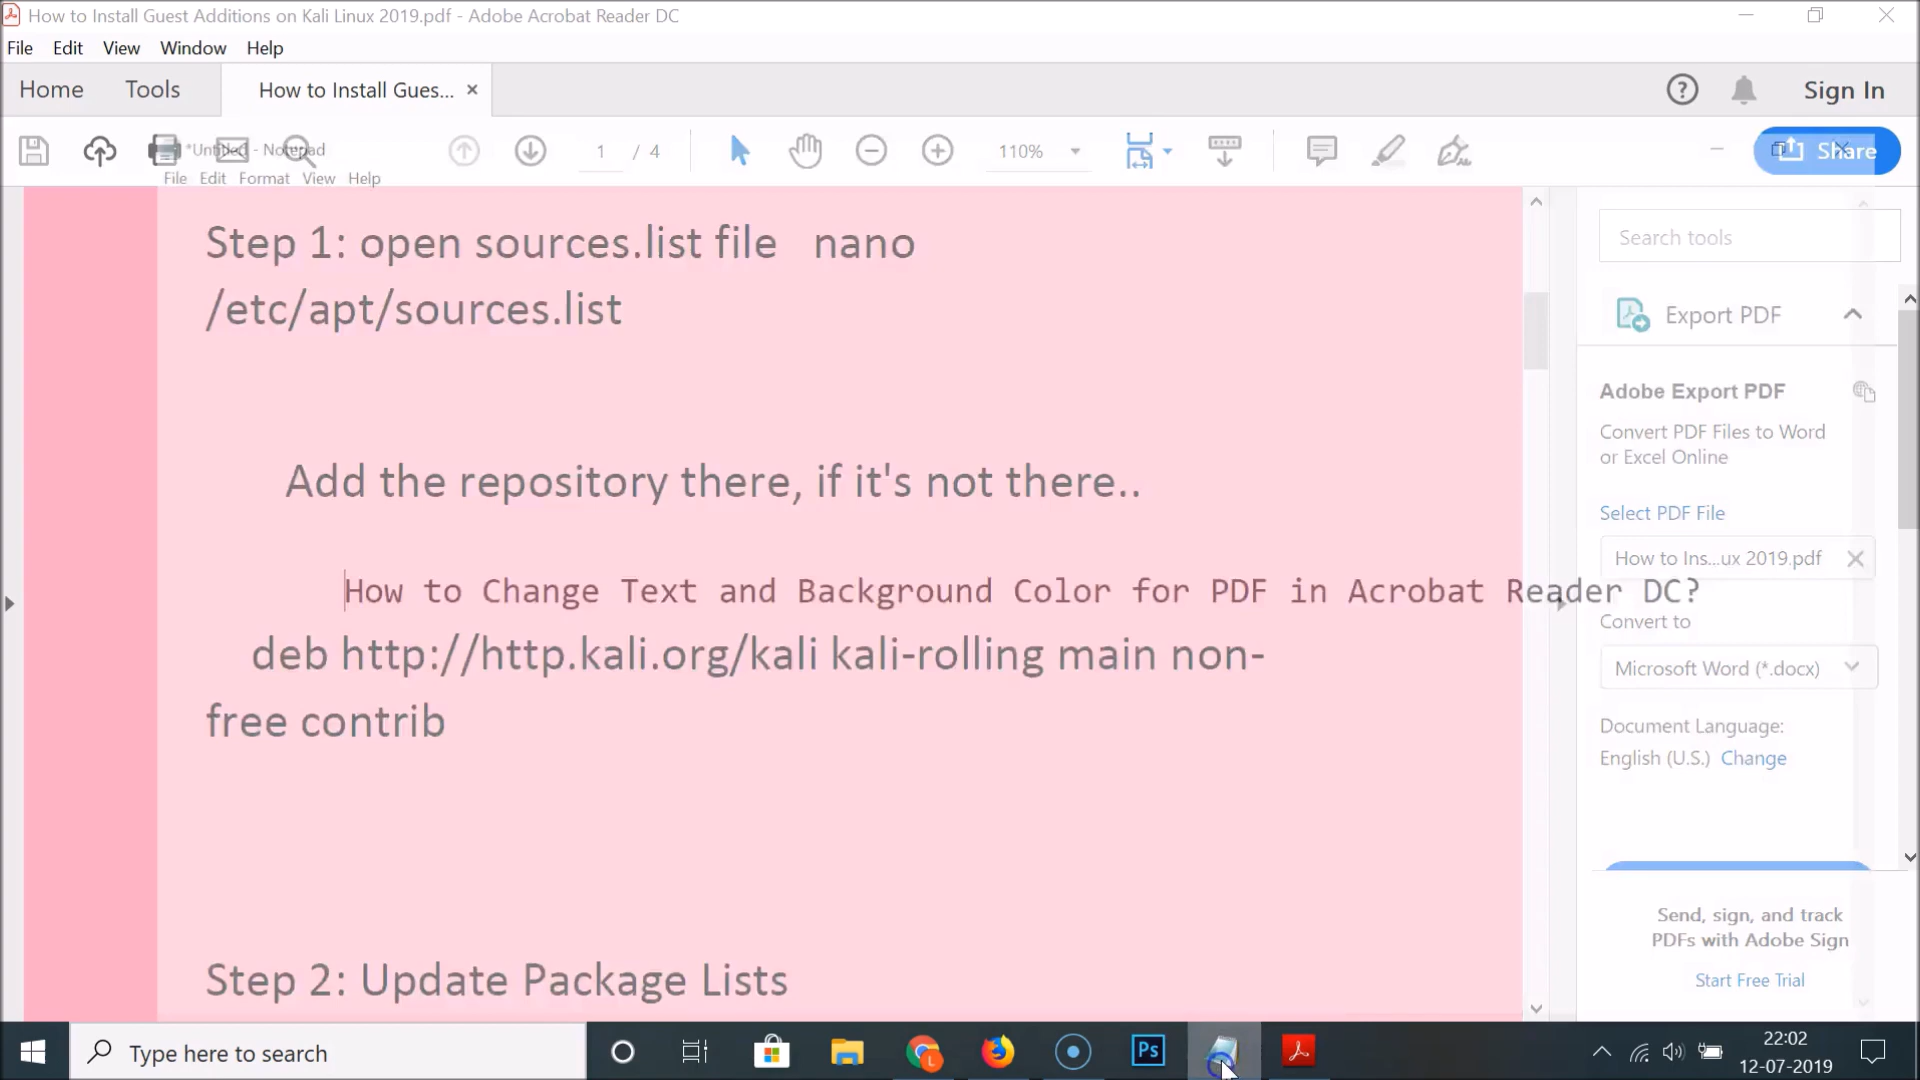 How to Install Guest Additions on Kali Linux 2019.pdf - Adobe Acrobat Reader DC
File Edit View Window Help
Home Tools How to Install Gues... × Sign In
1 / 4 110% Share
*Untitled - Notepad
File Edit Format View Help
Step 1: open sources.list file nano
/etc/apt/sources.list
Add the repository there, if it's not there..
How to Change Text and Background Color for PDF in Acrobat Reader DC?
deb http://http.kali.org/kali kali-rolling main non-
free contrib
Step 2: Update Package Lists
Search tools
Export PDF
Adobe Export PDF
Convert PDF Files to Word
or Excel Online
Select PDF File
How to Ins...ux 2019.pdf
Convert to
Microsoft Word (*.docx)
Document Language:
English (U.S.) Change
Send, sign, and track
PDFs with Adobe Sign
Start Free Trial
Type here to search
L
Ps
22:02
12-07-2019